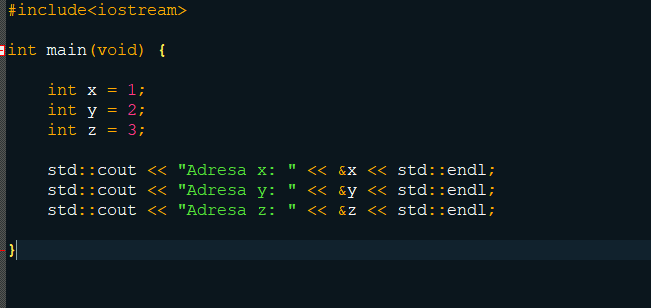 #include<iostream>
int main(void) {
int x = 1;
int y = 2;
int z = 3;
std::cout << "Adresa x: " << &x << std::endl;
std::cout << "Adresa y: " << &y << std::endl;
std::cout << "Adresa z: " << &z << std::endl;
}